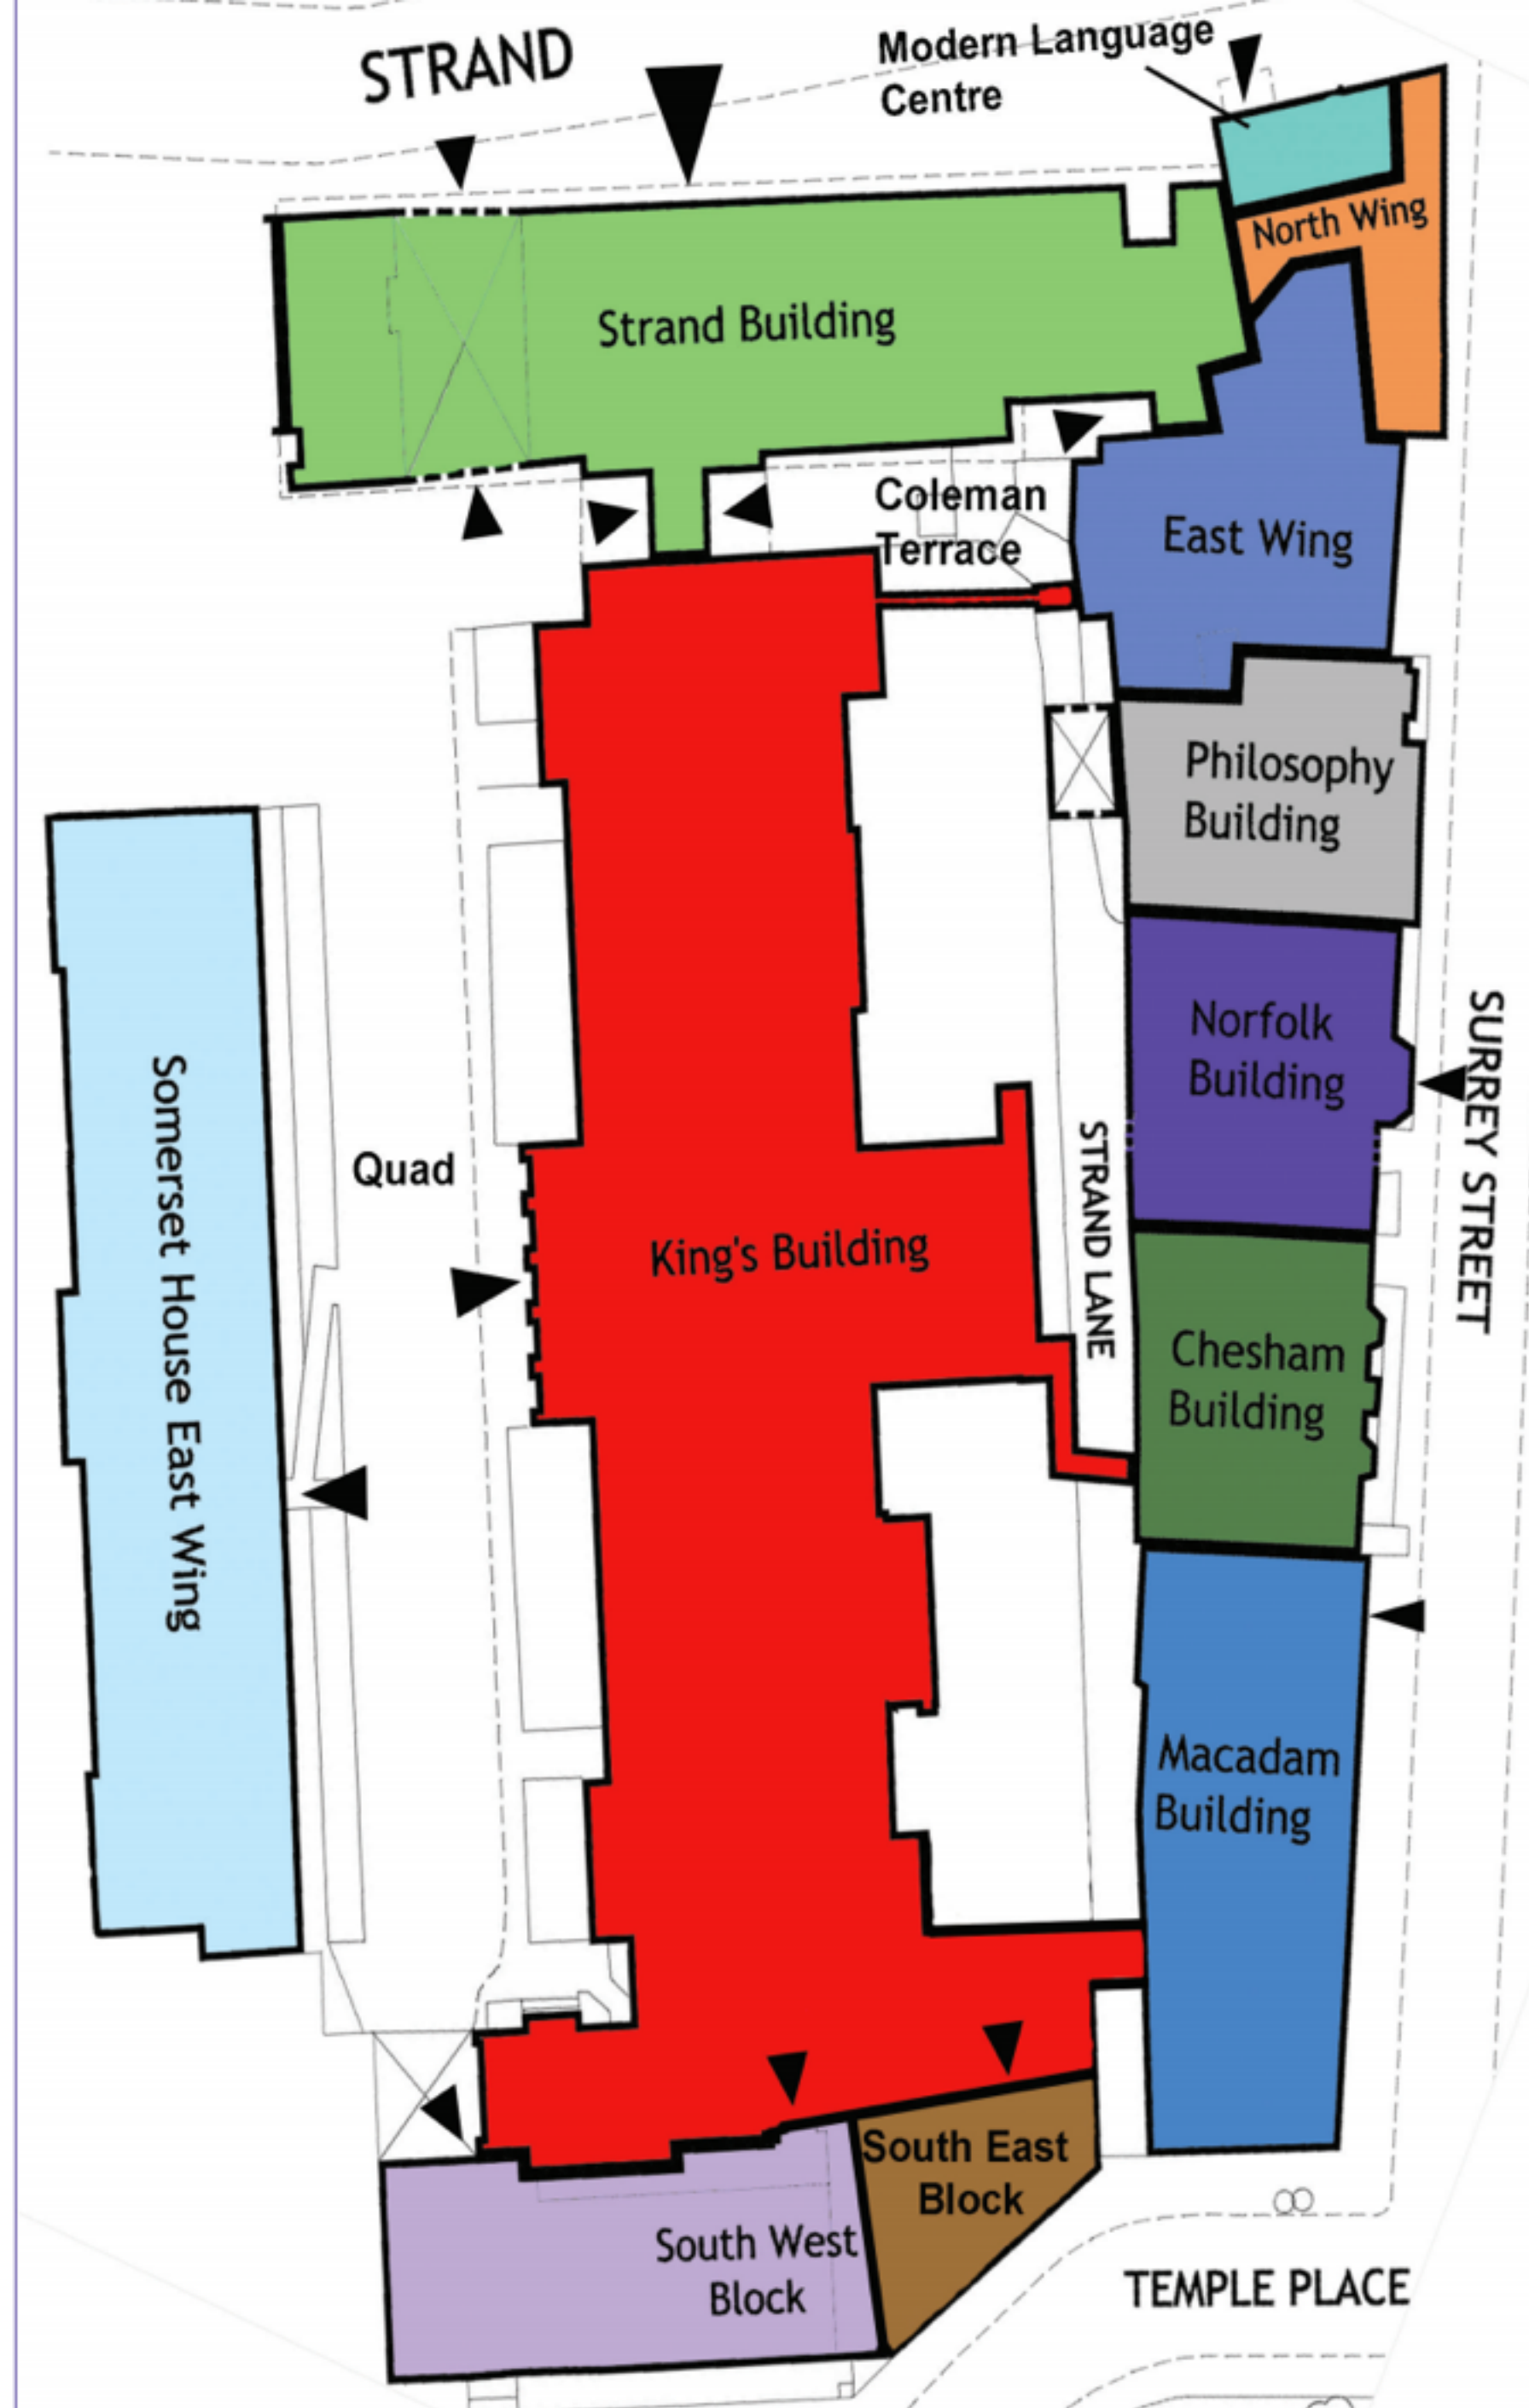 STRAND
Modern Language
Centre
North Wing
Strand Building
Coleman
Terrace
East Wing
Philosophy
Building
Norfolk
Building
SURREY STREET
Somerset House East Wing
Quad
King's Building
STRAND LANE
Chesham
Building
Macadam
Building
South East
Block
South West
Block
TEMPLE PLACE